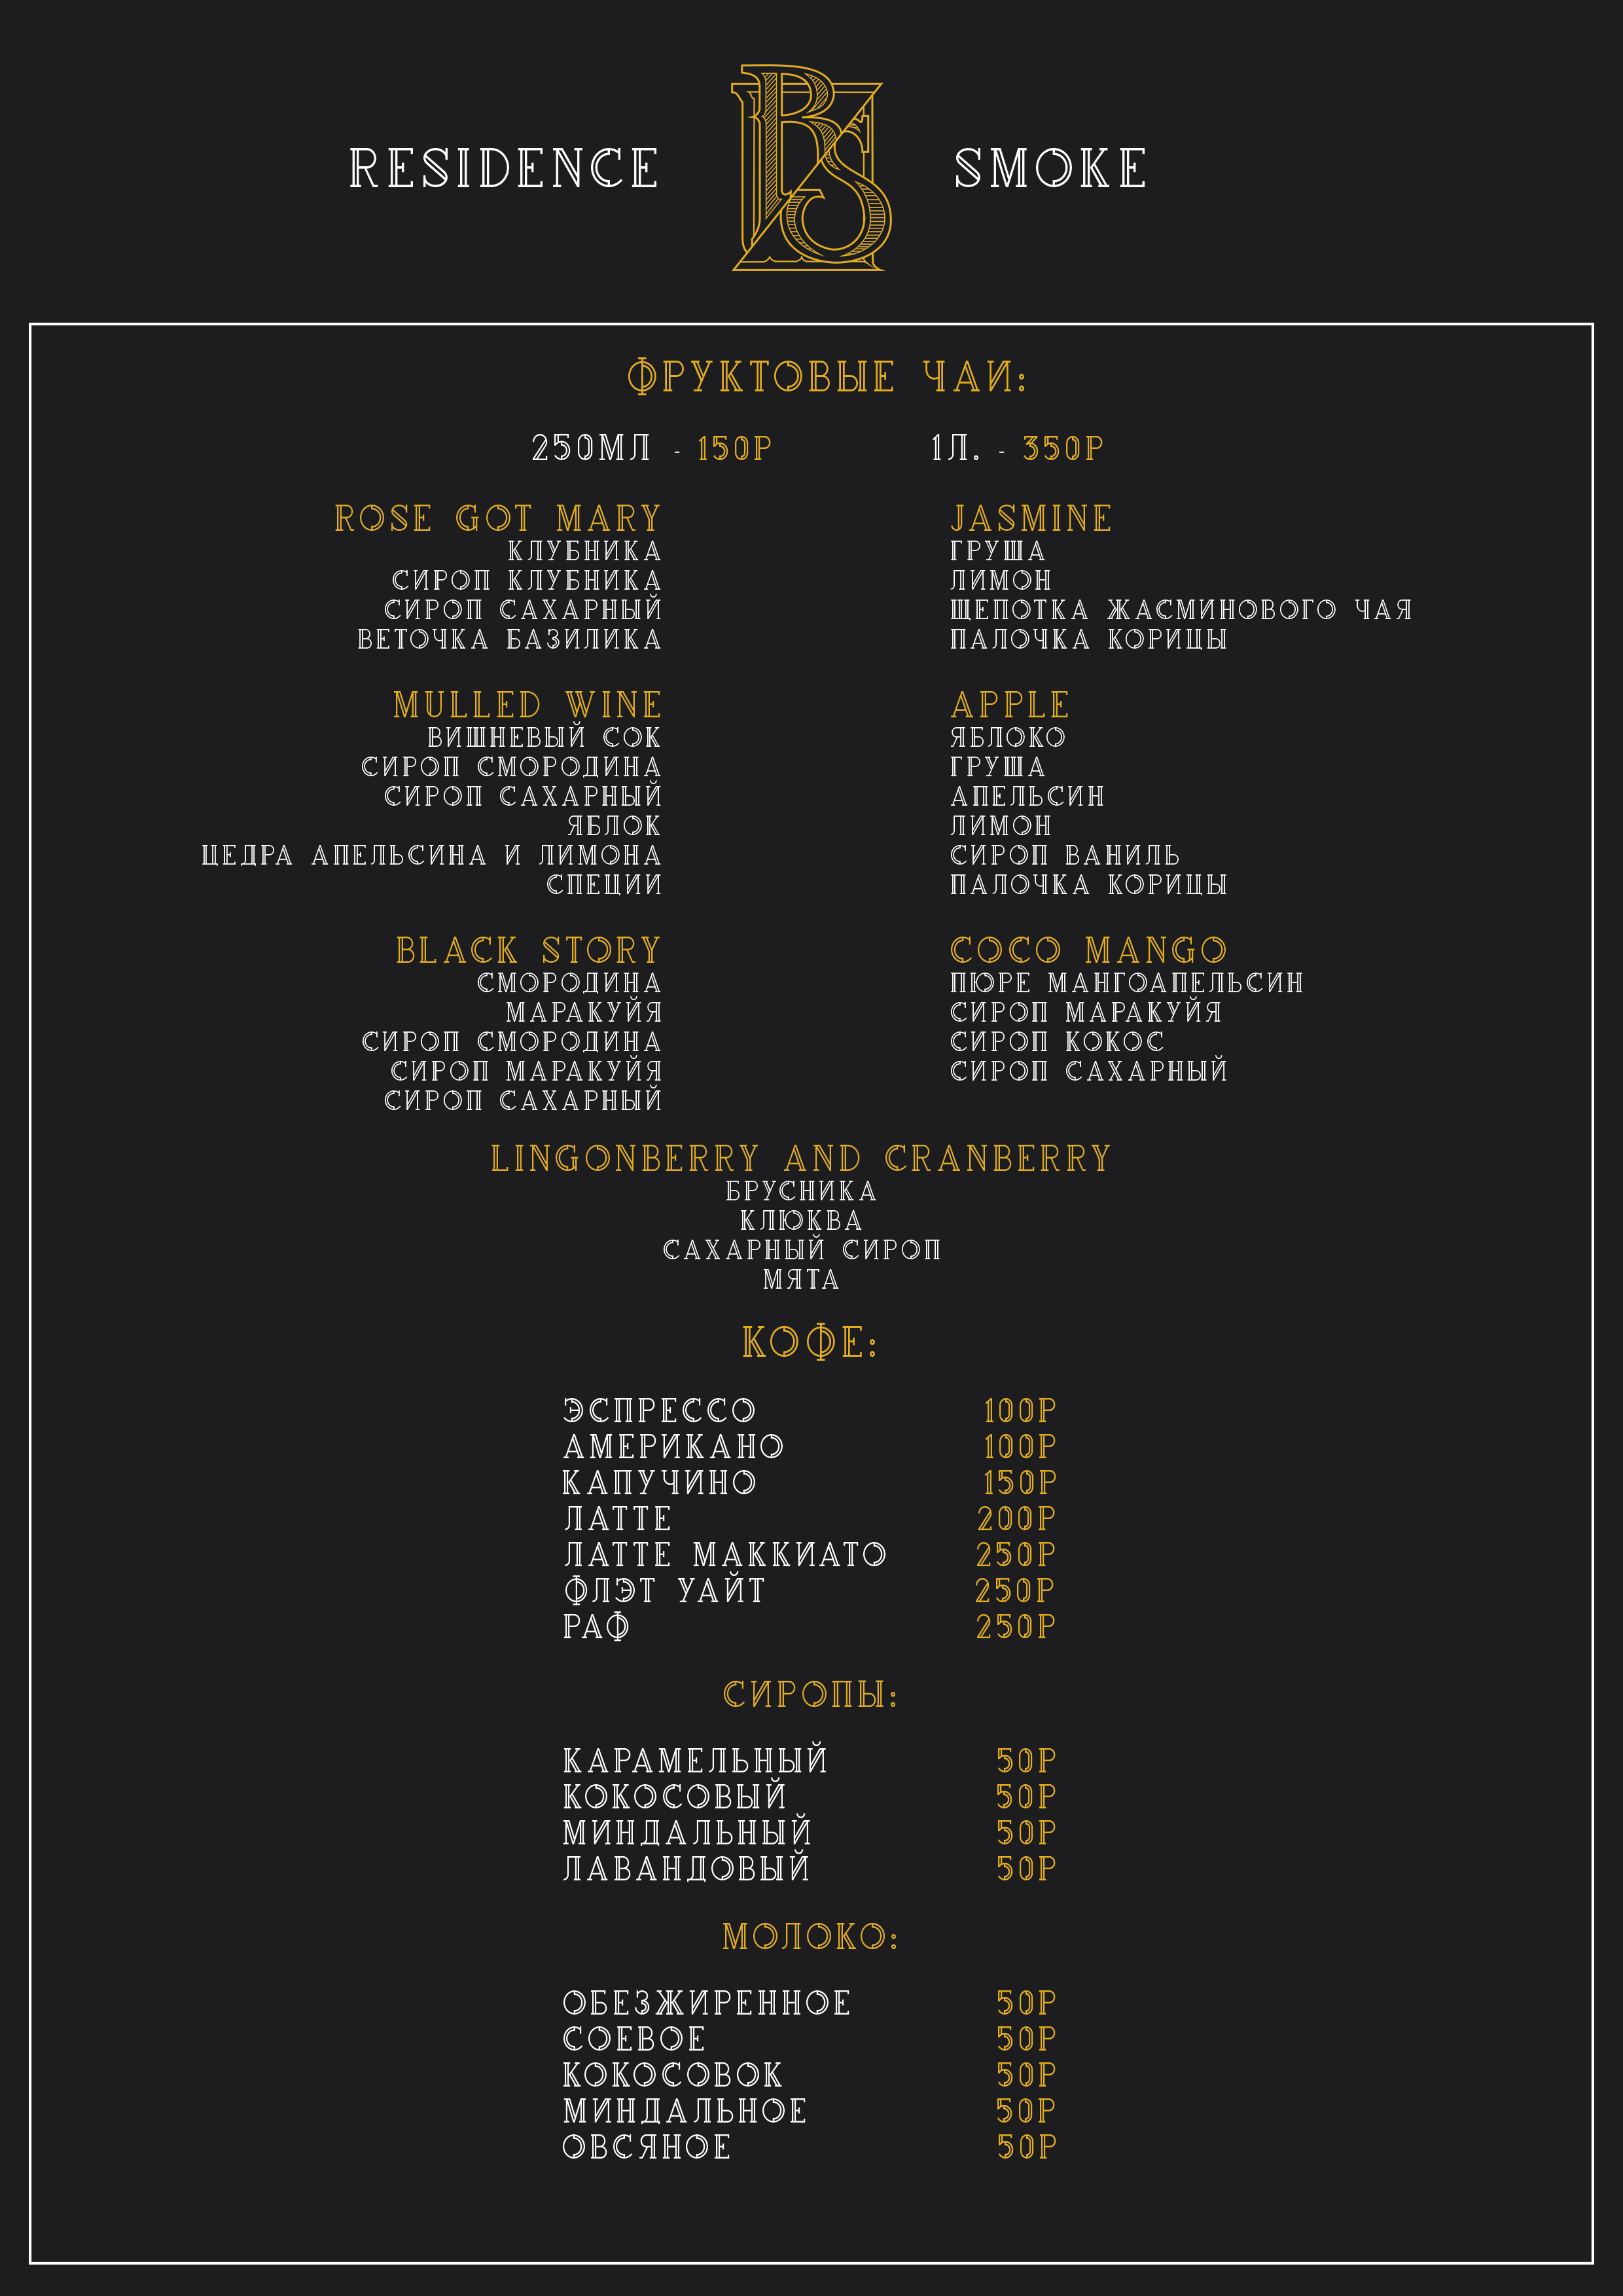 RESIDENCE SMOKE
RS
ФРУКТОВЫЕ ЧАИ:
250МЛ - 150Р
1Л. - 350Р
ROSE GOT MARY
КЛУБНИКА
СИРОП КЛУБНИКА
СИРОП САХАРНЫЙ
ВЕТОЧКА БАЗИЛИКА
JASMINE
ГРУША
ЛИМОН
ЩЕПОТКА ЖАСМИНОВОГО ЧАЯ
ПАЛОЧКА КОРИЦЫ
MULLED WINE
ВИШНЕВЫЙ СОК
СИРОП СМОРОДИНА
СИРОП САХАРНЫЙ
ЯБЛОК
ЦЕДРА АПЕЛЬСИНА И ЛИМОНА
СПЕЦИИ
APPLE
ЯБЛОКО
ГРУША
АПЕЛЬСИН
ЛИМОН
СИРОП ВАНИЛЬ
ПАЛОЧКА КОРИЦЫ
BLACK STORY
СМОРОДИНА
МАРАКУЙЯ
СИРОП СМОРОДИНА
СИРОП МАРАКУЙЯ
СИРОП САХАРНЫЙ
COCO MANGO
ПЮРЕ МАНГОАПЕЛЬСИН
СИРОП МАРАКУЙЯ
СИРОП КОКОС
СИРОП САХАРНЫЙ
LINGONBERRY AND CRANBERRY
БРУСНИКА
КЛЮКВА
САХАРНЫЙ СИРОП
МЯТА
КОФЕ:
ЭСПРЕССО 100Р
АМЕРИКАНО 100Р
КАПУЧИНО 150Р
ЛАТТЕ 200Р
ЛАТТЕ МАККИАТО 250Р
ФЛЭТ УАЙТ 250Р
РАФ 250Р
СИРОПЫ:
КАРАМЕЛЬНЫЙ 50Р
КОКОСОВЫЙ 50Р
МИНДАЛЬНЫЙ 50Р
ЛАВАНДОВЫЙ 50Р
МОЛОКО:
ОБЕЗЖИРЕННОЕ 50Р
СОЕВОЕ 50Р
КОКОСОВОК 50Р
МИНДАЛЬНОЕ 50Р
ОВСЯНОЕ 50Р